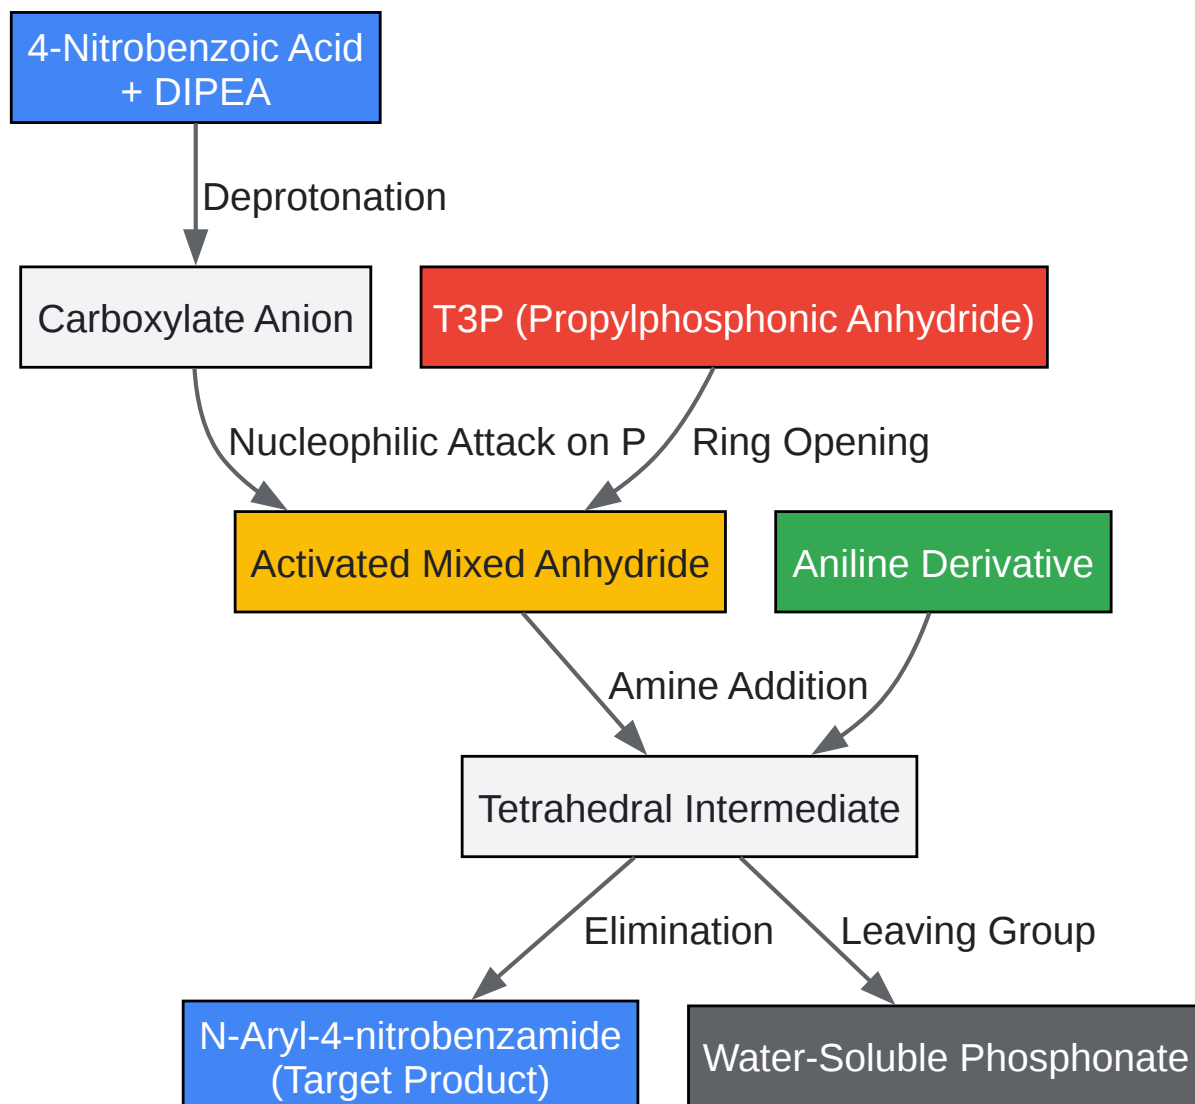 4-Nitrobenzoic Acid
+ DIPEA
Deprotonation
Carboxylate Anion
T3P (Propylphosphonic Anhydride)
Nucleophilic Attack on P
Ring Opening
Activated Mixed Anhydride
Aniline Derivative
Amine Addition
Tetrahedral Intermediate
Elimination
Leaving Group
N-Aryl-4-nitrobenzamide
(Target Product)
Water-Soluble Phosphonate